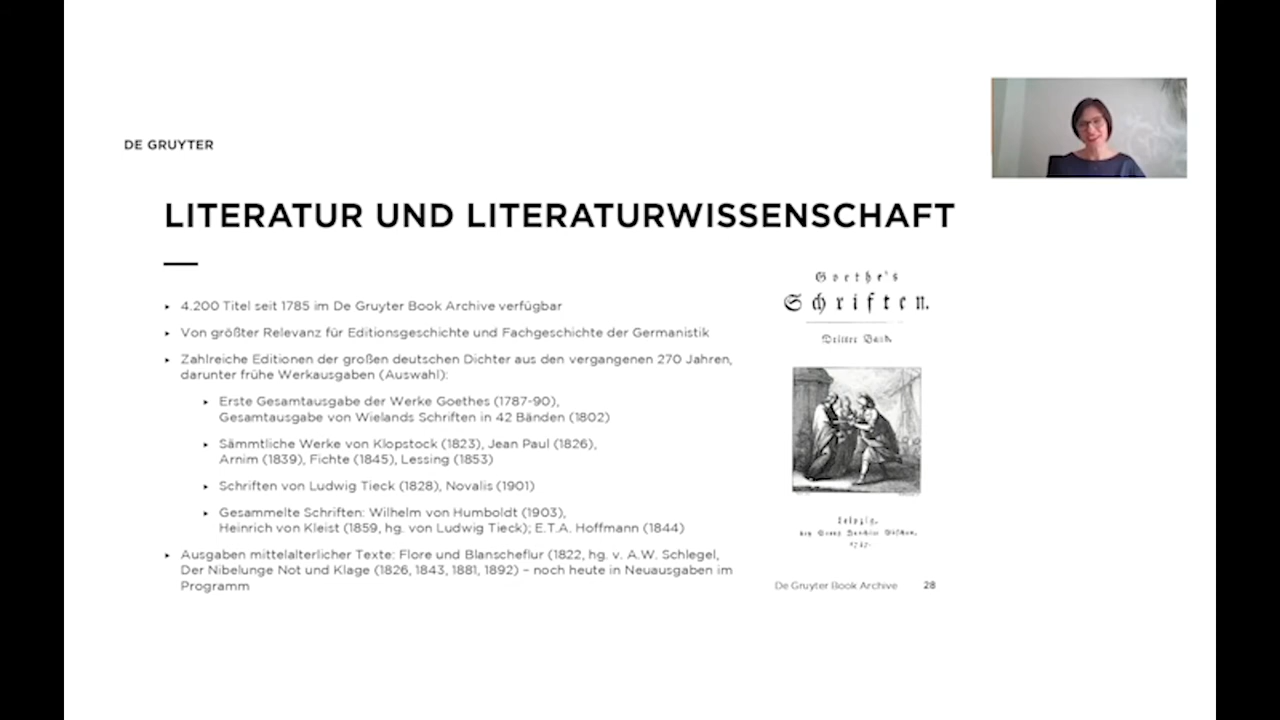 DE GRUYTER
LITERATUR UND LITERATURWISSENSCHAFT
▸ 4.200 Titel seit 1785 im De Gruyter Book Archive verfügbar
▸ Von größter Relevanz für Editionsgeschichte und Fachgeschichte der Germanistik
▸ Zahlreiche Editionen der großen deutschen Dichter aus den vergangenen 270 Jahren,
darunter frühe Werkausgaben (Auswahl):
▸ Erste Gesamtausgabe der Werke Goethes (1787-90),
Gesamtausgabe von Wielands Schriften in 42 Bänden (1802)
▸ Sämmtliche Werke von Klopstock (1823), Jean Paul (1826),
Arnim (1839), Fichte (1845), Lessing (1853)
▸ Schriften von Ludwig Tieck (1828), Novalis (1901)
▸ Gesammelte Schriften: Wilhelm von Humboldt (1903),
Heinrich von Kleist (1859, hg. von Ludwig Tieck); E.T.A. Hoffmann (1844)
▸ Ausgaben mittelalterlicher Texte: Flore und Blanscheflur (1822, hg. v. A.W. Schlegel,
Der Nibelunge Not und Klage (1826, 1843, 1881, 1892) – noch heute in Neuausgaben im
Programm
Goethe's
Schriften.
Dritter Band.
Leipzig,
bey Georg Joachim Göschen,
1787.
De Gruyter Book Archive 28